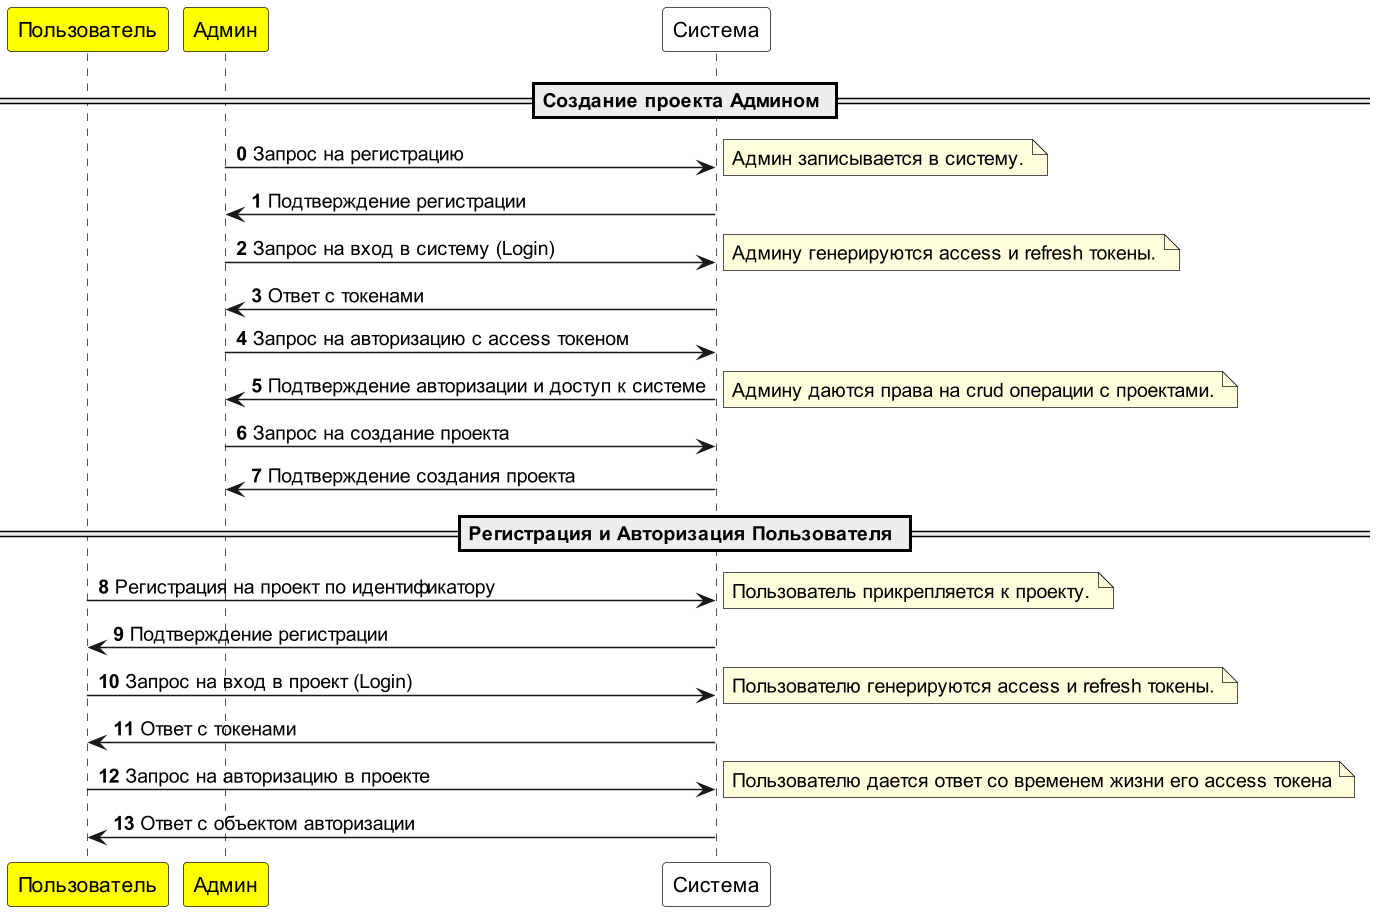 Пользователь Админ Система
Создание проекта Админом
0 Запрос на регистрацию
Админ записывается в систему.
1 Подтверждение регистрации
2 Запрос на вход в систему (Login)
Админу генерируются access и refresh токены.
3 Ответ с токенами
4 Запрос на авторизацию с access токеном
5 Подтверждение авторизации и доступ к системе
Админу даются права на crud операции с проектами.
6 Запрос на создание проекта
7 Подтверждение создания проекта
Регистрация и Авторизация Пользователя
8 Регистрация на проект по идентификатору
Пользователь прикрепляется к проекту.
9 Подтверждение регистрации
10 Запрос на вход в проект (Login)
Пользователю генерируются access и refresh токены.
11 Ответ с токенами
12 Запрос на авторизацию в проекте
Пользователю дается ответ со временем жизни его access токена
13 Ответ с объектом авторизации
Пользователь Админ Система